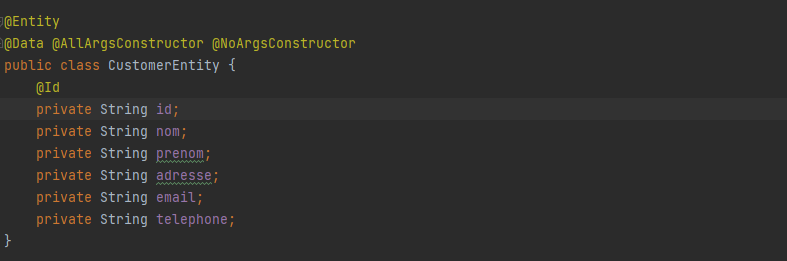 @Entity
@Data @AllArgsConstructor @NoArgsConstructor
public class CustomerEntity {
    @Id
    private String id;
    private String nom;
    private String prenom;
    private String adresse;
    private String email;
    private String telephone;
}